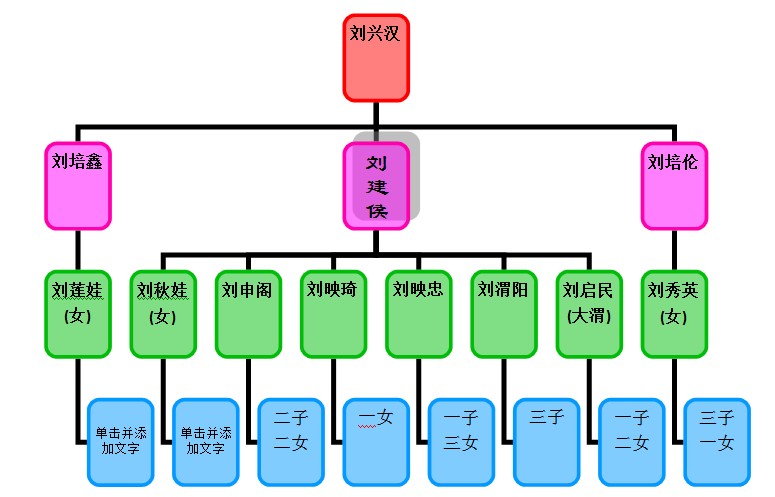 刘兴汉
刘培鑫
刘
建
侯
刘培伦
刘莲娃
(女)
刘秋娃
(女)
刘申阁
刘映琦
刘映忠
刘渭阳
刘启民
(大渭)
刘秀英
(女)
单击并添
加文字
单击并添
加文字
二子
二女
一女
一子
三女
三子
一子
二女
三子
一女